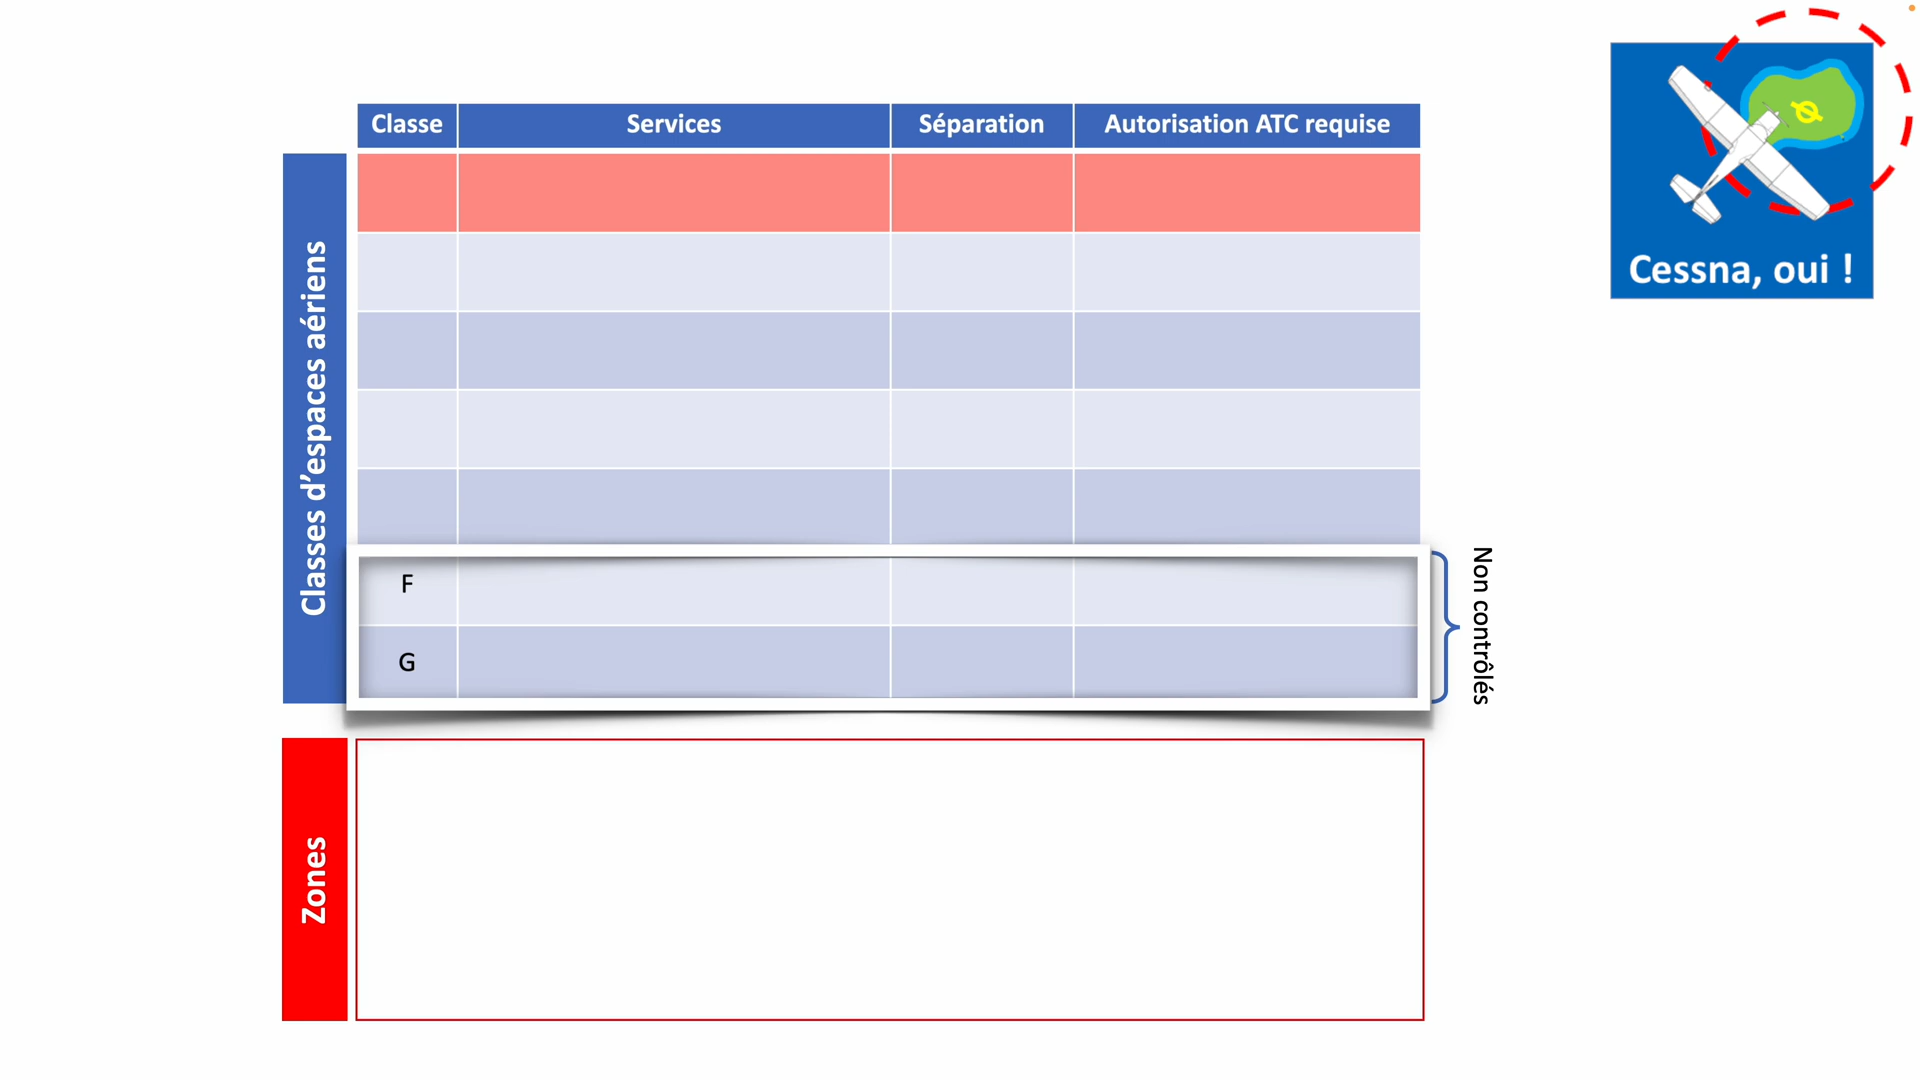 Classe
Services
Séparation
Autorisation ATC requise
Cessna, oui !
Classes d’espaces aériens
F
G
Non contrôlés
Zones